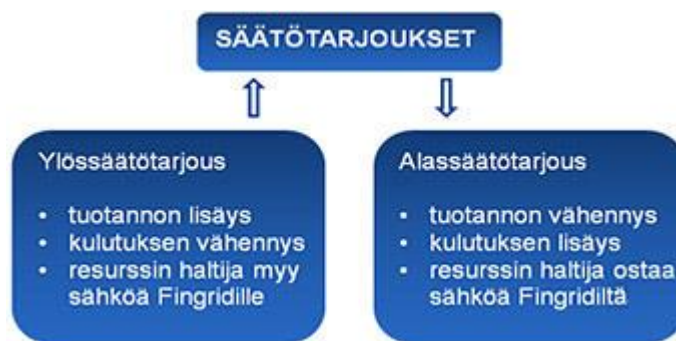 SÄÄTÖTARJOUKSET
Ylössäätötarjous
• tuotannon lisäys
• kulutuksen vähennys
• resurssin haltija myy
sähköä Fingridille
Alassäätötarjous
• tuotannon vähennys
• kulutuksen lisäys
• resurssin haltija ostaa
sähköä Fingridiltä